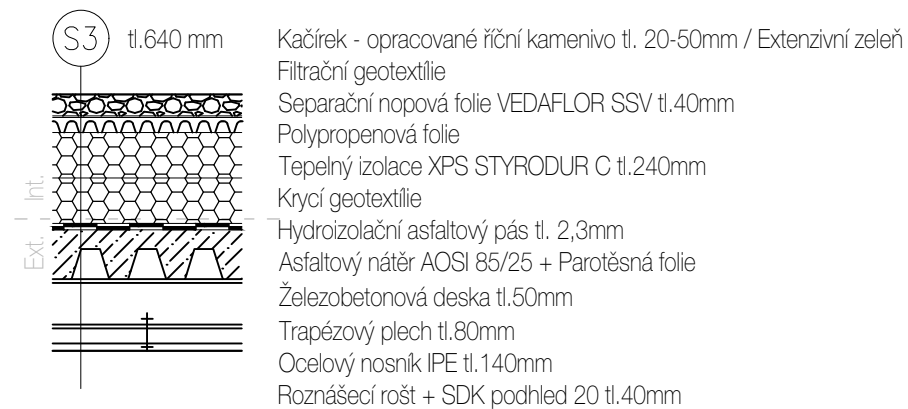 S3 tl.640 mm
Kačírek - opracované říční kamenivo tl. 20-50mm / Extenzivní zeleň
Filtrační geotextílie
Separační nopová folie VEDAFLOR SSV tl.40mm
Polypropenová folie
Tepelný izolace XPS STYRODUR C tl.240mm
Krycí geotextílie
Hydroizolační asfaltový pás tl. 2,3mm
Asfaltový nátěr AOSI 85/25 + Parotěsná folie
Železobetonová deska tl.50mm
Trapézový plech tl.80mm
Ocelový nosník IPE tl.140mm
Roznášecí rošt + SDK podhled 20 tl.40mm
Int.
Ext.